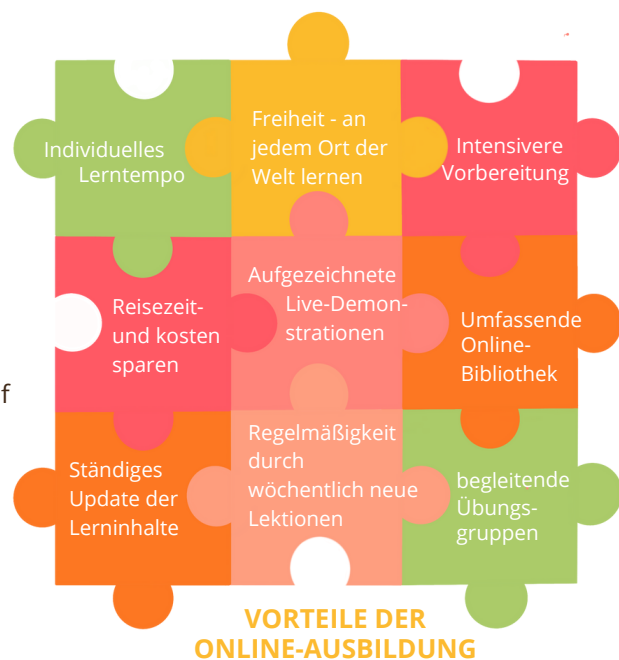 Individuelles
Lerntempo
Freiheit - an
jedem Ort der
Welt lernen
Intensivere
Vorbereitung
Reisezeit-
und kosten
sparen
Aufgezeichnete
Live-Demon-
strationen
Umfassende
Online-
Bibliothek
f
Ständiges
Update der
Lerninhalte
Regelmäßigkeit
durch
wöchentlich neue
Lektionen
begleitende
Übungs-
gruppen
VORTEILE DER
ONLINE-AUSBILDUNG